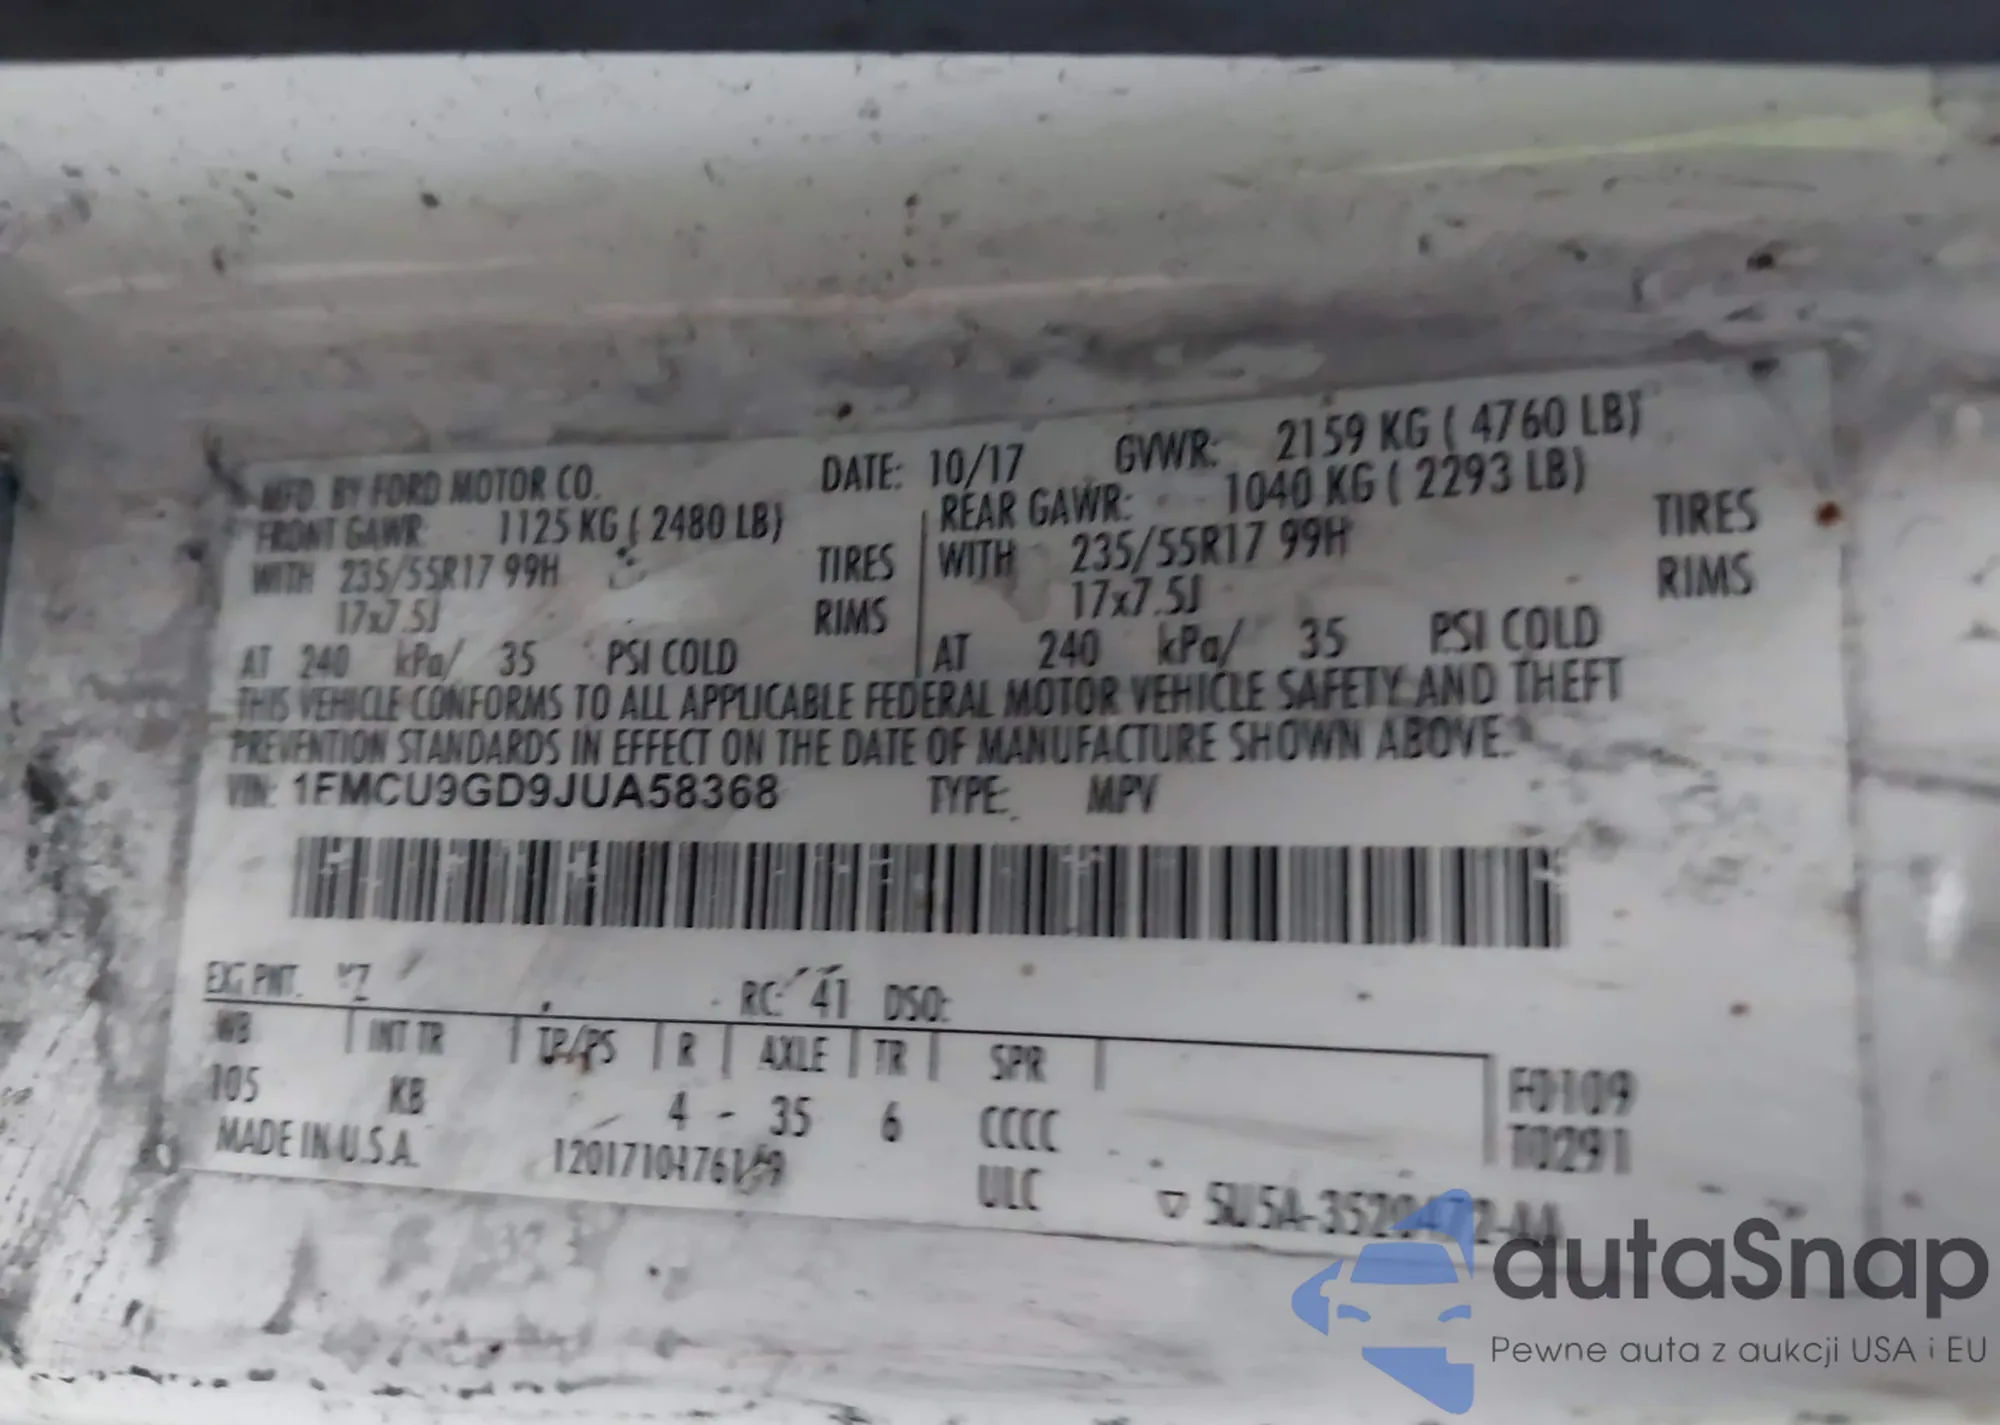 MFD. BY FORD MOTOR CO. DATE: 10/17 GVWR: 2159 KG ( 4760 LB)
FRONT GAWR: 1125 KG ( 2480 LB) REAR GAWR: 1040 KG ( 2293 LB)
WITH 235/55R17 99H TIRES WITH 235/55R17 99H TIRES
17x7.5J RIMS 17x7.5J RIMS
AT 240 kPa/ 35 PSI COLD AT 240 kPa/ 35 PSI COLD
THIS VEHICLE CONFORMS TO ALL APPLICABLE FEDERAL MOTOR VEHICLE SAFETY AND THEFT
PREVENTION STANDARDS IN EFFECT ON THE DATE OF MANUFACTURE SHOWN ABOVE.
VIN: 1FMCU9GD9JUA58368 TYPE: MPV
EXT PNT: YZ RC: 41 DSO:
WB INT TR TP/PS R AXLE TR SPR
105 KB 4 - 35 6 CCCC
F0109
T0291
MADE IN U.S.A. ULC
autaSnap
Pewne auta z aukcji USA i EU